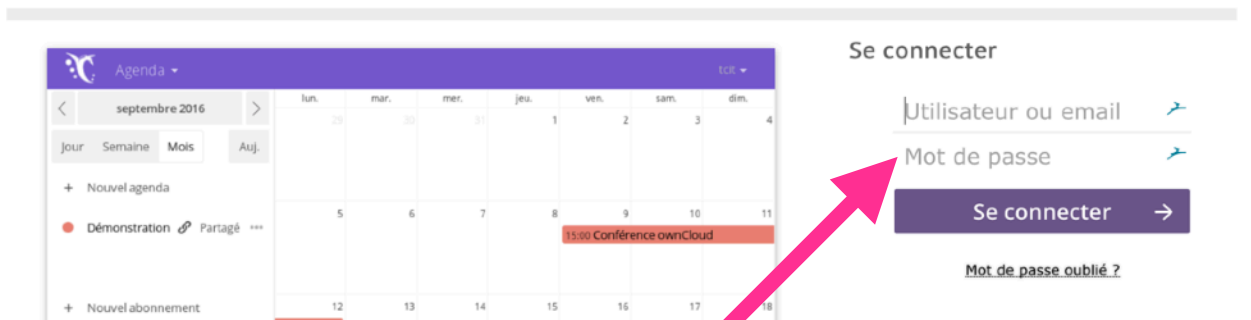 Agenda
tcit
septembre 2016
lun. mar. mer. jeu. ven. sam. dim.
29 30 31 1 2 3 4
Jour Semaine Mois Auj.
+ Nouvel agenda
5 6 7 8 9 10 11
Démonstration Partagé
15:00 Conférence ownCloud
+ Nouvel abonnement
12 13 14 15 16 17 18
Se connecter
Utilisateur ou email
Mot de passe
Se connecter
Mot de passe oublié ?